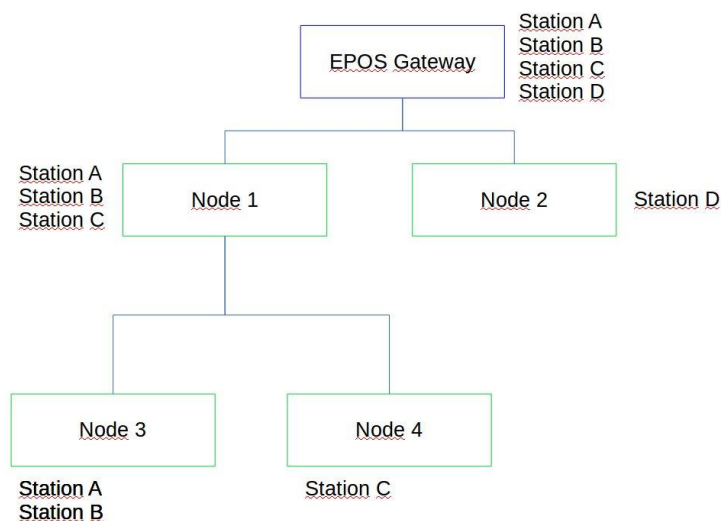 EPOS Gateway
Station A
Station B
Station C
Station D
Station A
Station B
Station C
Node 1
Node 2
Station D
Node 3
Node 4
Station A
Station B
Station C